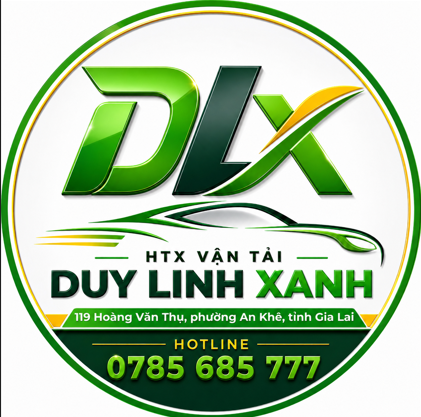 DLX
HTX VẬN TẢI
DUY LINH XANH
119 Hoàng Văn Thụ, phường An Khê, tỉnh Gia Lai
HOTLINE
0785 685 777